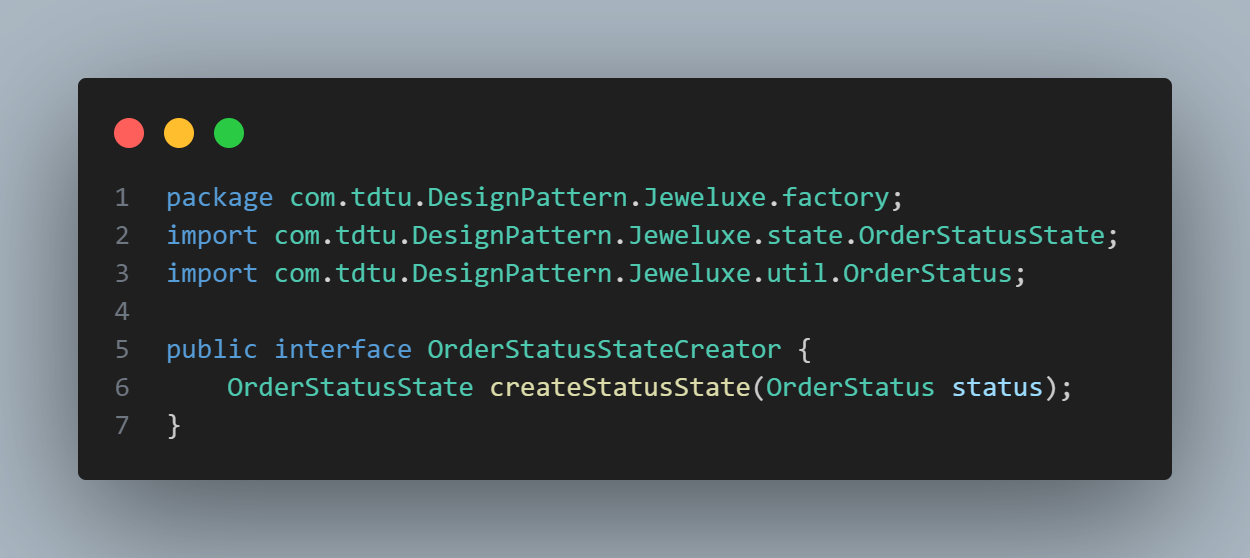 1 package com.tdtu.DesignPattern.Jeweluxe.factory;
2 import com.tdtu.DesignPattern.Jeweluxe.state.OrderStatusState;
3 import com.tdtu.DesignPattern.Jeweluxe.util.OrderStatus;
4
5 public interface OrderStatusStateCreator {
6     OrderStatusState createStatusState(OrderStatus status);
7 }